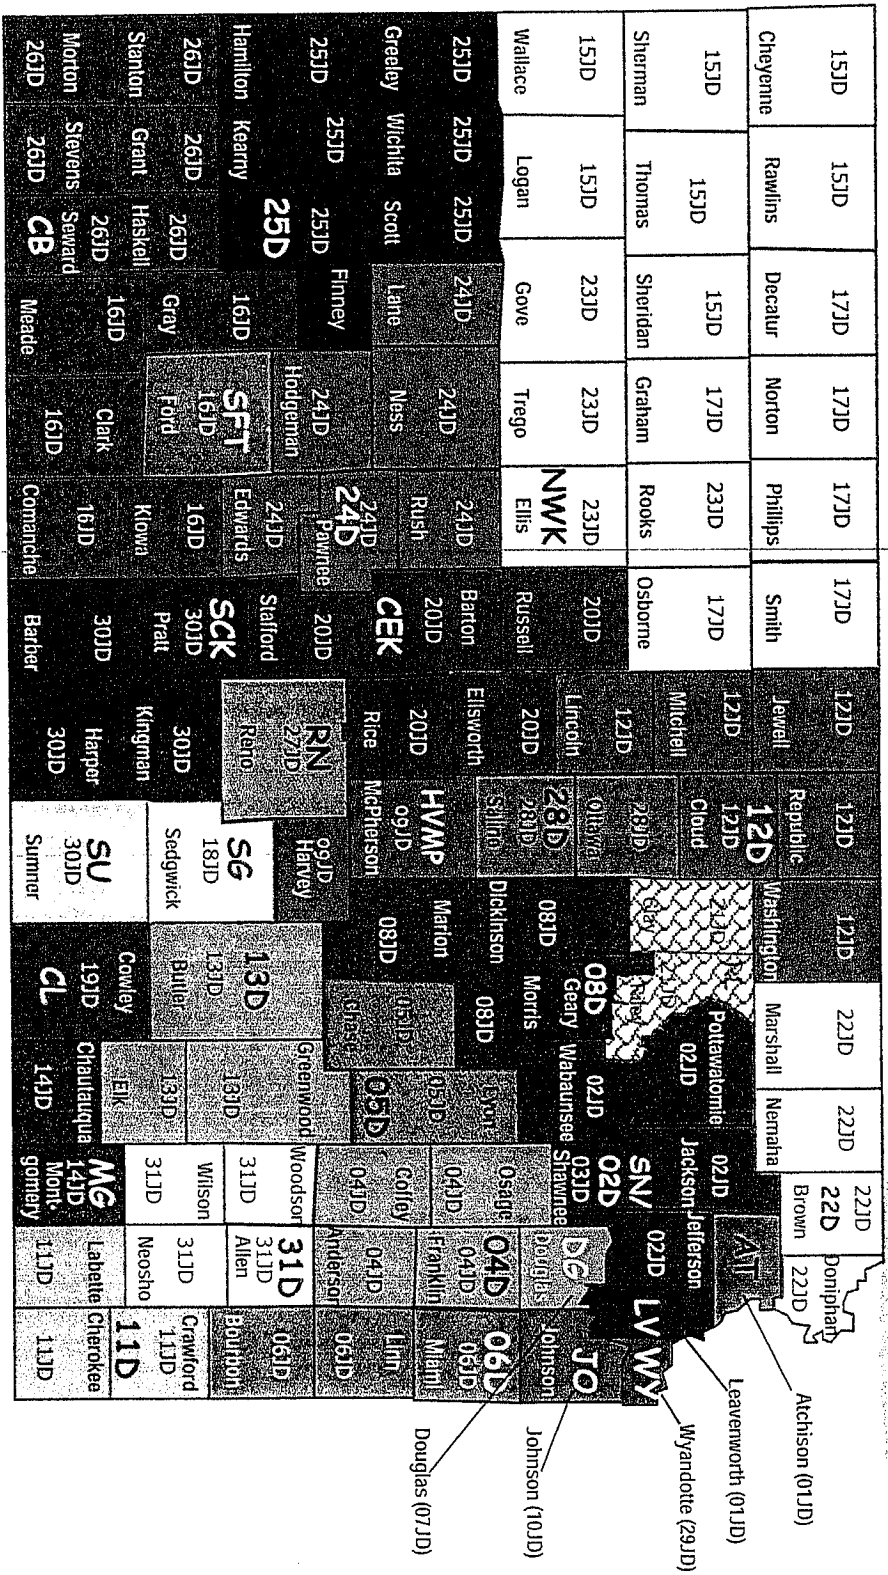 15JD
Cheyenne
15JD
Rawlins
17JD
Decatur
17JD
Norton
17JD
Phillips
17JD
Smith
12JD
Jewell
12JD
Republic
12JD
Washington
22JD
Marshall
22JD
Nemaha
22JD
22D
Brown
Doniphan
22JD
15JD
Sherman
15JD
Thomas
15JD
Sheridan
17JD
Graham
23JD
Rooks
17JD
Osborne
12JD
Mitchell
12D
12JD
Cloud
21JD
Clay
21JD
Riley
Pottawatomie
02JD
02JD
Jackson
AT
Jefferson
02JD
15JD
Wallace
15JD
Logan
23JD
Gove
23JD
Trego
23JD
NWK
Ellis
20JD
Russell
12JD
Lincoln
28JD
Ottawa
28D
28JD
Saline
08JD
Dickinson
08D
Geary
02JD
Wabaunsee
SN
02D
03JD
Shawnee
LV
WY
25JD
Greeley
25JD
Wichita
25JD
Scott
24JD
Lane
24JD
Ness
24JD
Rush
Barton
20JD
CEK
20JD
Ellsworth
20JD
Rice
HVMP
09JD
McPherson
Marion
08JD
Morris
08JD
05JD
Chase
Lyon
05JD
05D
Osage
04JD
DG
Douglas
JO
Johnson
25JD
Hamilton
25JD
Kearny
25JD
25D
Finney
24JD
Hodgeman
24JD
24D
Pawnee
20JD
Stafford
RN
27JD
Reno
09JD
Harvey
Coffey
04JD
04D
04JD
Franklin
06D
06JD
Miami
26JD
Stanton
26JD
Grant
26JD
Haskell
16JD
Gray
SFT
16JD
Ford
24JD
Edwards
16JD
Kiowa
SCK
30JD
Pratt
30JD
Kingman
SG
18JD
Sedgwick
13D
13JD
Butler
Greenwood
13JD
Woodson
31JD
04JD
Anderson
06JD
Linn
31D
31JD
Allen
06JD
Bourbon
26JD
Morton
26JD
Stevens
26JD
Seward
CB
16JD
Meade
Clark
16JD
16JD
Comanche
30JD
Barber
Harper
30JD
SU
30JD
Sumner
Cowley
19JD
CL
13JD
Elk
Chautauqua
14JD
Wilson
31JD
MG
14JD
Mont-
gomery
31JD
Neosho
Labette
11JD
Crawford
11JD
11D
Cherokee
11JD
Atchison (01JD)
Leavenworth (01JD)
Wyandotte (29JD)
Johnson (10JD)
Douglas (07JD)